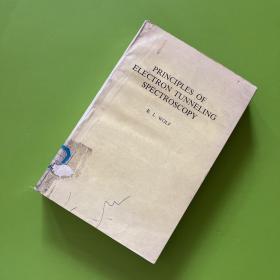 PRINCIPLES OF
ELECTRON TUNNELING
SPECTROSCOPY
E. L. WOLF